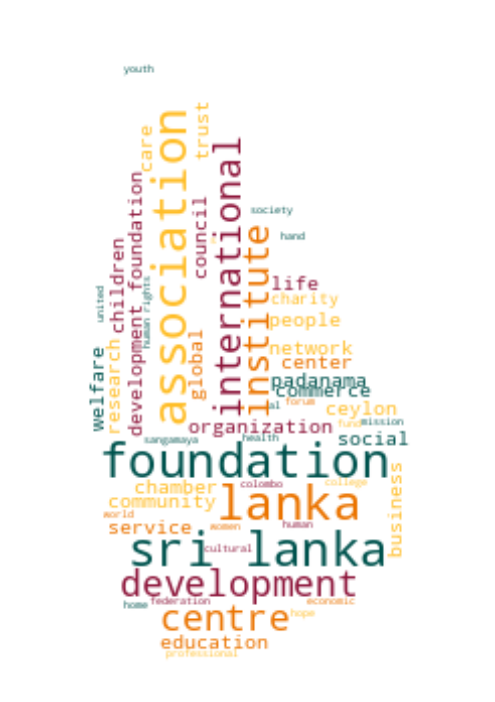 youth
care
trust
association
international
development foundation
council
society
children
institute
hand
human rights
united
life
charity
people
global
research
welfare
network
center
padanama
commerce
al
forum
ceylon
organization
fund
mission
sangamaya
health
social
foundation
business
chamber
colombo
college
community
lanka
world
service
women
human
sri lanka
cultural
development
home
federation
economic
centre
hope
education
professional